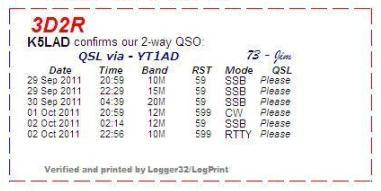 3D2R
K5LAD confirms our 2-way QSO:
QSL via - YT1AD 73 - Jim
Date Time Band RST Mode QSL
29 Sep 2011 20:59 10M 59 SSB Please
29 Sep 2011 22:29 15M 59 SSB Please
30 Sep 2011 04:39 20M 59 SSB Please
01 Oct 2011 20:59 12M 599 CW Please
02 Oct 2011 02:14 12M 59 SSB Please
02 Oct 2011 22:56 10M 599 RTTY Please
Verified and printed by Logger32/LogPrint